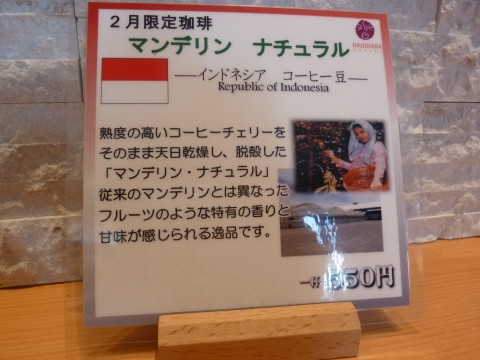 2月限定珈琲
マンデリン ナチュラル
―インドネシア コーヒー豆―
Republic of Indonesia
熟度の高いコーヒーチェリーを
そのまま天日乾燥し、脱殻した
「マンデリン・ナチュラル」
従来のマンデリンとは異なった
フルーツのような特有の香りと
甘味が感じられる逸品です。
一杯 550円